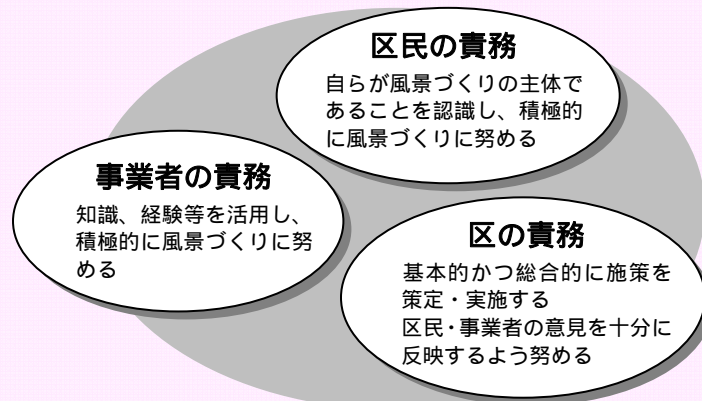 区民の責務
自らが風景づくりの主体で
あることを認識し、積極的
に風景づくりに努める
事業者の責務
知識、経験等を活用し、
積極的に風景づくりに努
める
区の責務
基本的かつ総合的に施策を
策定・実施する
区民・事業者の意見を十分に
反映するよう努める